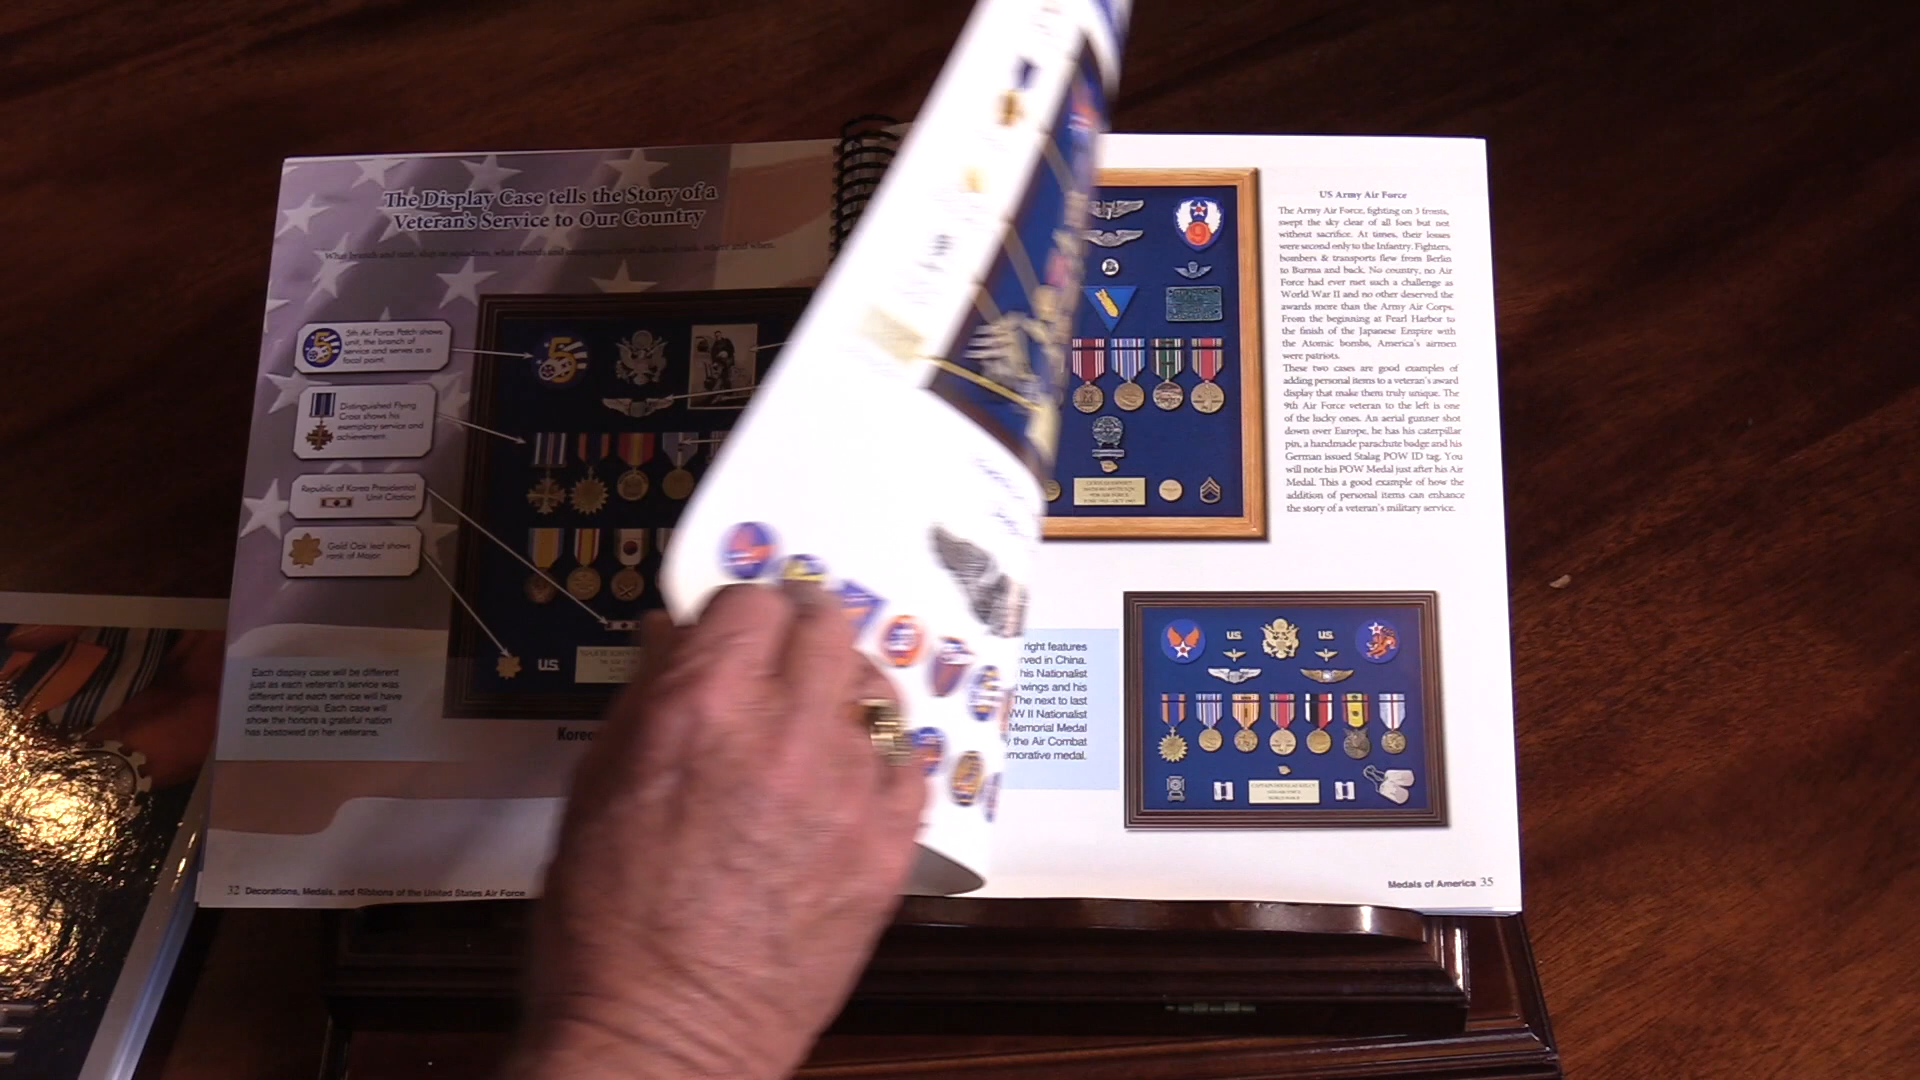 The Display Case tells the Story of a
Veteran's Service to Our Country
5th Air Force Patch shows
unit, the branch of
service and serves as a
focal point.
Distinguished Flying
Cross shows his
exemplary service and
achievement.
Republic of Korea Presidential
Unit Citation
Gold Oak leaf shows
rank of Major.
5
U.S.
Each display case will be different
just as each veteran's service was
different and each service will have
different insignia. Each case will
show the honors a grateful nation
has bestowed on her veterans.
32 Decorations, Medals, and Ribbons of the United States Air Force
9
US Army Air Force
The Army Air Force, fighting on 3 fronts,
swept the sky clear of all foes but not
without sacrifice. At times, their losses
were second only to the Infantry. Fighters,
bombers & transports flew from Berlin
to Burma and back. No country, no Air
Force had ever met such a challenge as
World War II and no other deserved the
awards more than the Army Air Corps.
From the beginning at Pearl Harbor to
the finish of the Japanese Empire with
the Atomic bombs, America's airmen
were patriots.
These two cases are good examples of
adding personal items to a veteran's award
display that make them truly unique. The
9th Air Force veteran to the left is one
of the lucky ones. An aerial gunner shot
down over Europe, he has his caterpillar
pin, a handmade parachute badge and his
German issued Stalag POW ID tag. You
will note his POW Medal just after his Air
Medal. This a good example of how the
addition of personal items can enhance
the story of a veteran's military service.
right features
rved in China.
his Nationalist
wings and his
The next to last
WW II Nationalist
Memorial Medal
y the Air Combat
morative medal.
U.S. U.S.
Medals of America 35